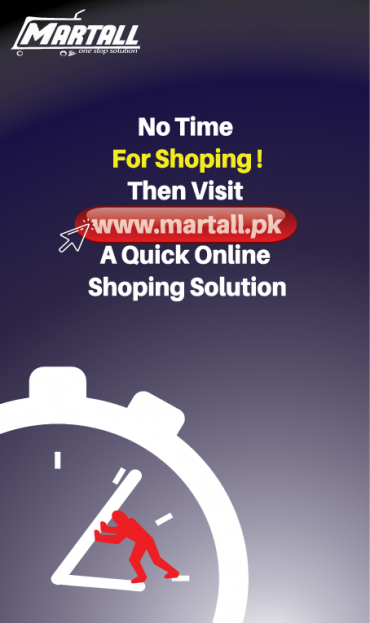 MARTALL
one stop solution
No Time
For Shoping !
Then Visit
www.martall.pk
A Quick Online
Shoping Solution